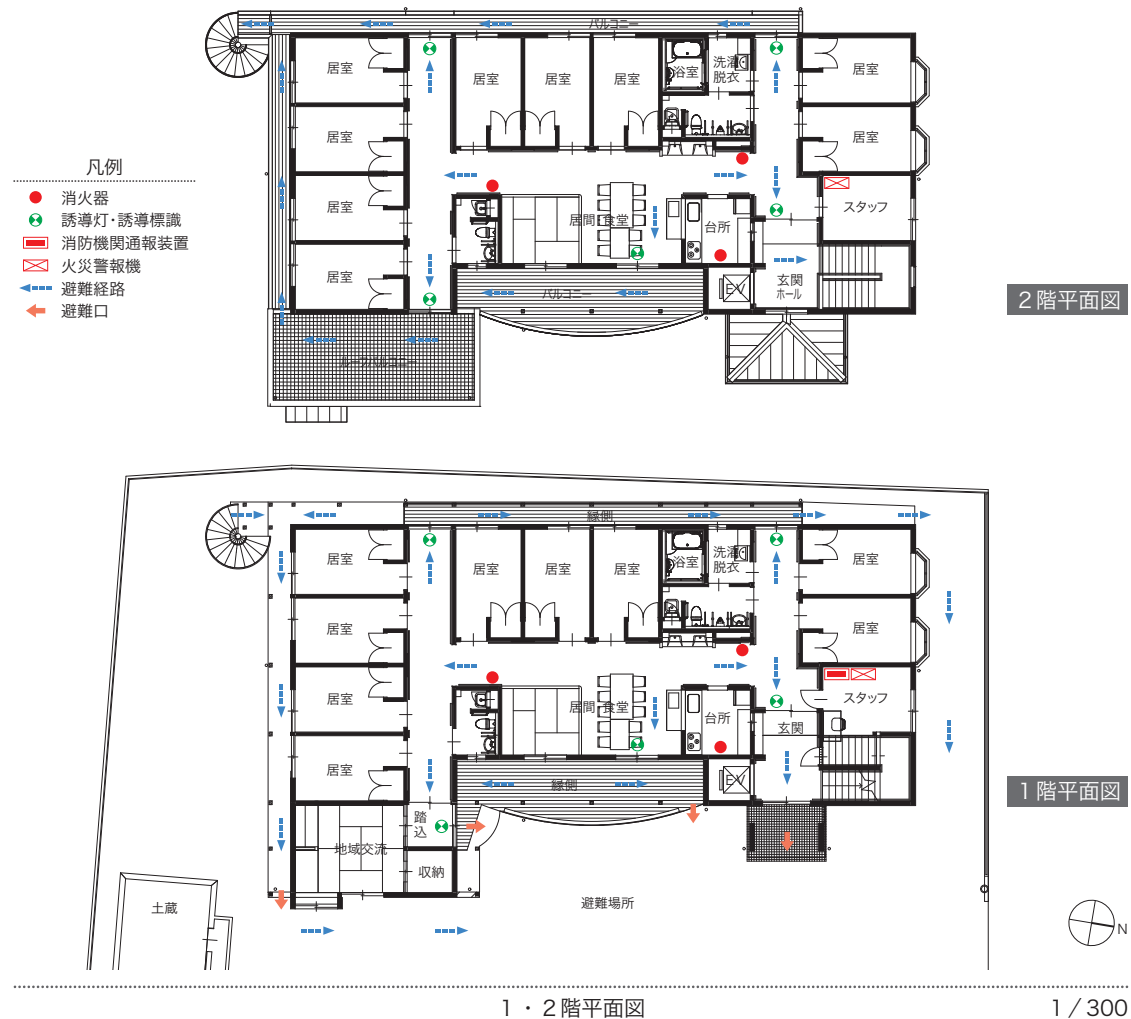 バルコニー
居室
居室
居室
居室
浴室
洗濯
脱衣
居室
居室
居室
凡例
消火器
誘導灯・誘導標識
消防機関通報装置
火災警報機
避難経路
避難口
居室
居間・食堂
台所
スタッフ
居室
バルコニー
EV
玄関
ホール
2階平面図
ルーフバルコニー
縁側
居室
居室
居室
居室
浴室
洗濯
脱衣
居室
居室
居室
居室
居間・食堂
台所
玄関
スタッフ
居室
縁側
EV
1階平面図
踏
込
地域交流
収納
土蔵
避難場所
N
1・2階平面図
1/300